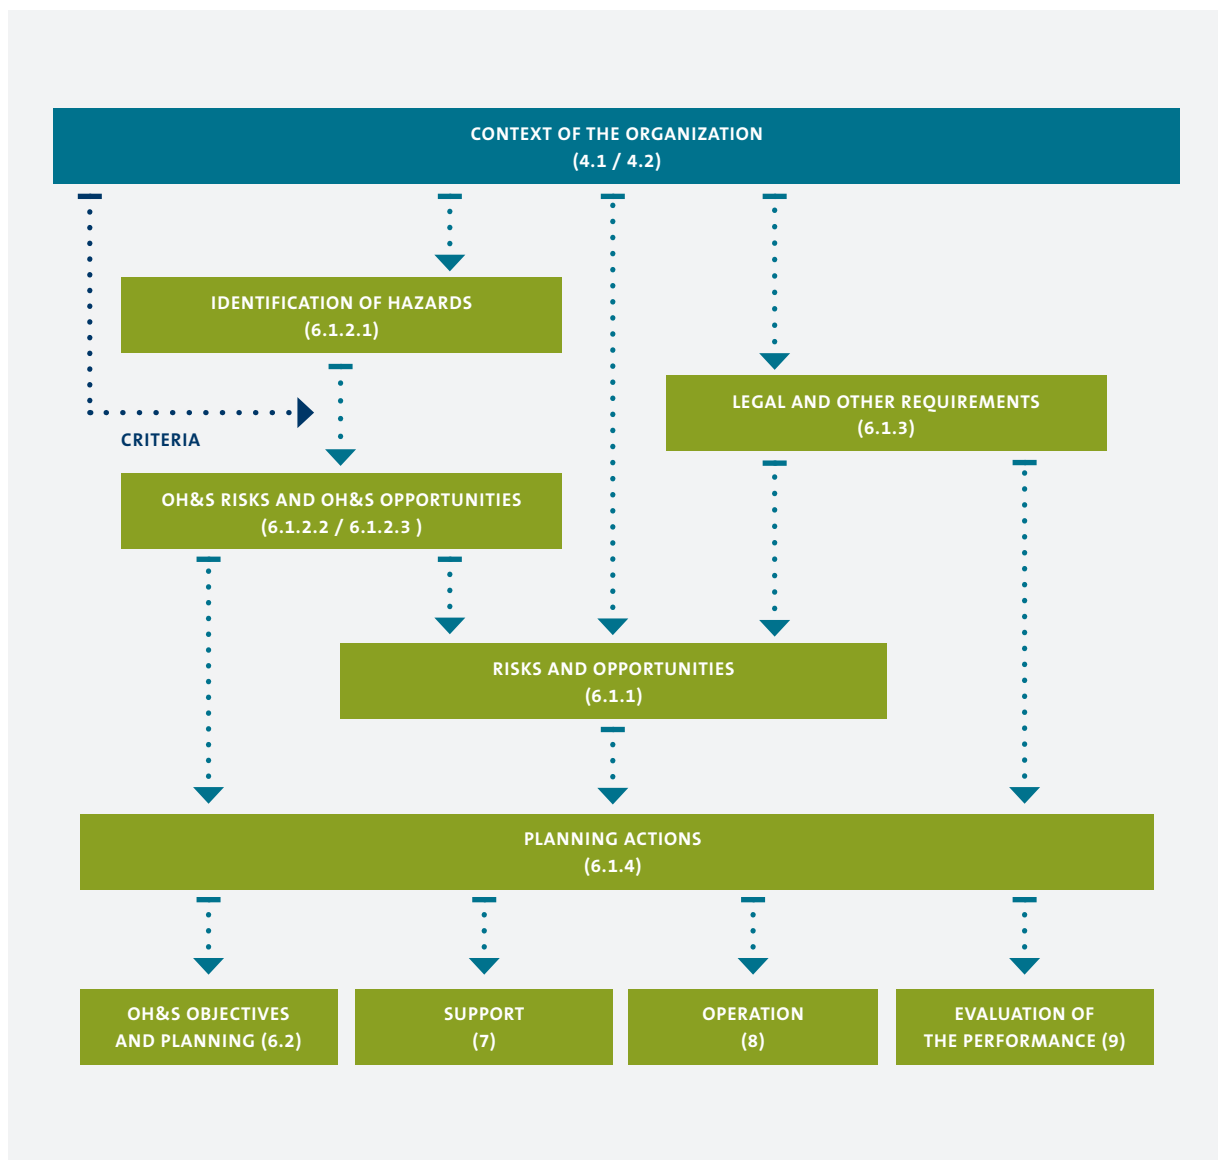 CONTEXT OF THE ORGANIZATION
(4.1 / 4.2)
IDENTIFICATION OF HAZARDS
(6.1.2.1)
LEGAL AND OTHER REQUIREMENTS
(6.1.3)
CRITERIA
OH&S RISKS AND OH&S OPPORTUNITIES
(6.1.2.2 / 6.1.2.3 )
RISKS AND OPPORTUNITIES
(6.1.1)
PLANNING ACTIONS
(6.1.4)
OH&S OBJECTIVES
AND PLANNING (6.2)
SUPPORT
(7)
OPERATION
(8)
EVALUATION OF
THE PERFORMANCE (9)